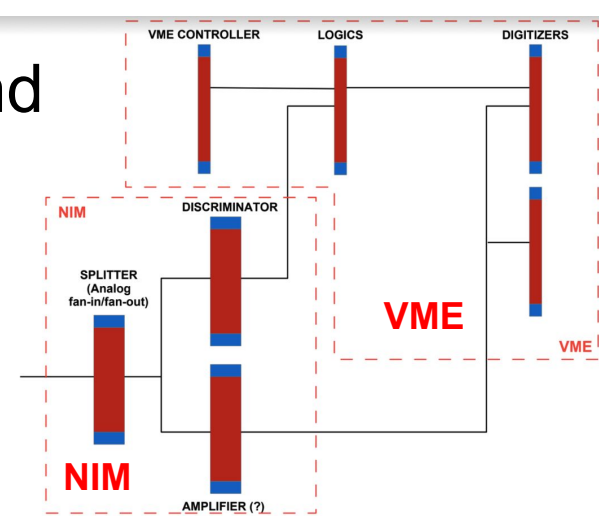 nd
VME CONTROLLER
LOGICS
DIGITIZERS
NIM
DISCRIMINATOR
SPLITTER
(Analog
fan-in/fan-out)
VME
VME
NIM
AMPLIFIER (?)